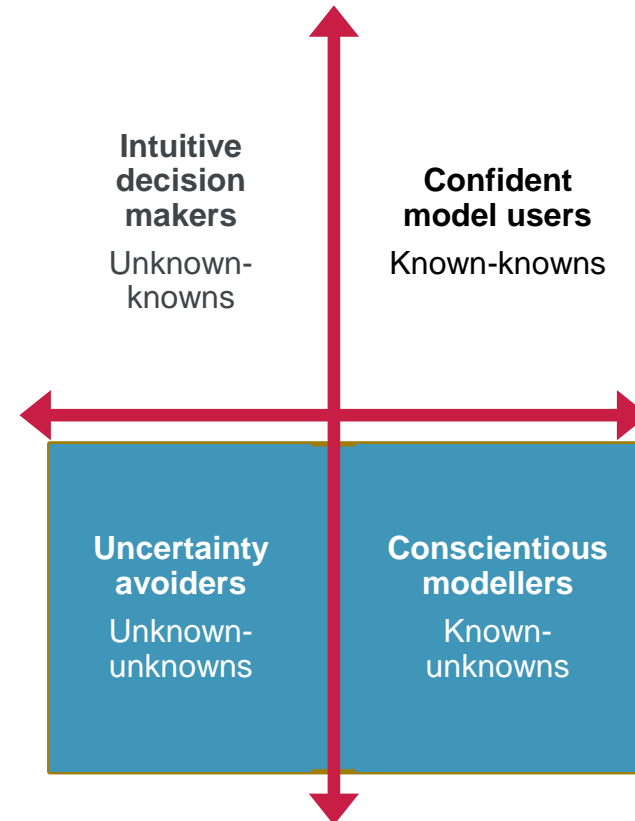 Intuitive
decision
makers
Unknown-
knowns
Confident
model users
Known-knowns
Uncertainty
avoiders
Unknown-
unknowns
Conscientious
modellers
Known-
unknowns